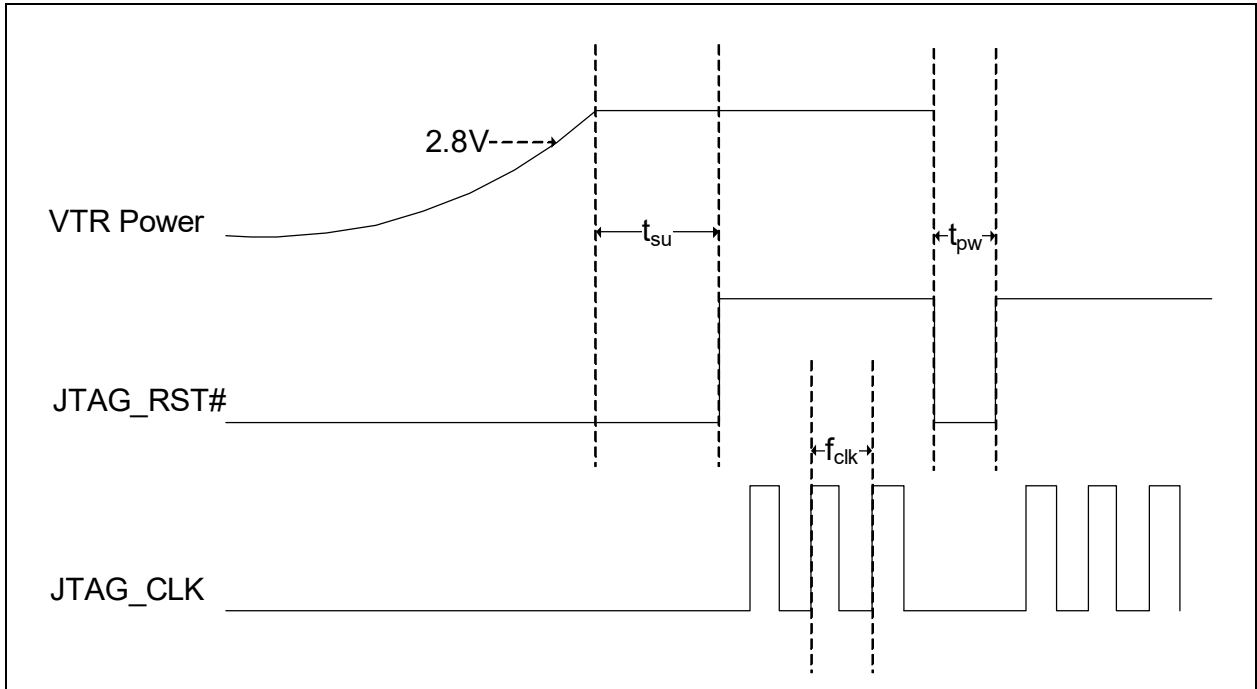 2.8V
VTR Power
tsu
tpw
JTAG_RST#
fclk
JTAG_CLK